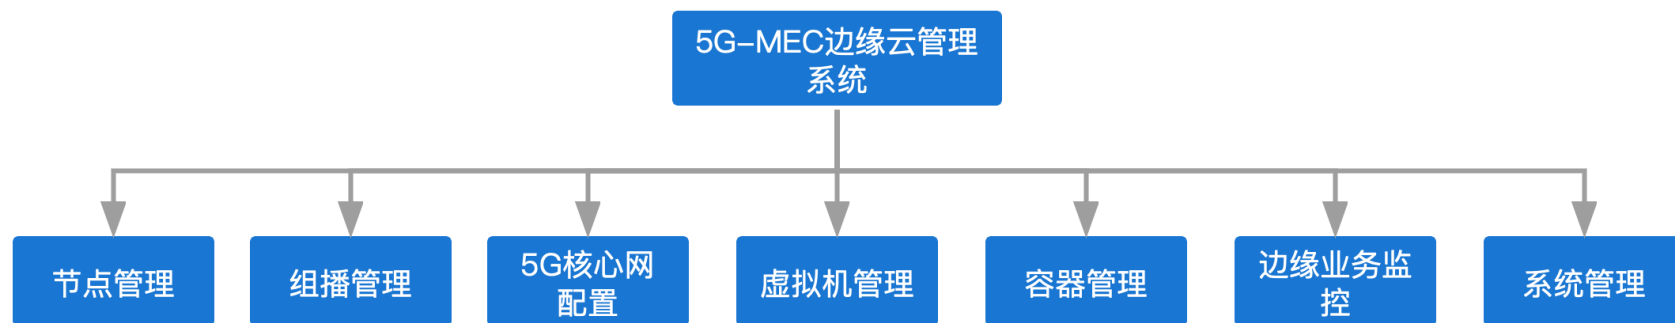 5G-MEC边缘云管理
系统
节点管理
组播管理
5G核心网
配置
虚拟机管理
容器管理
边缘业务监
控
系统管理